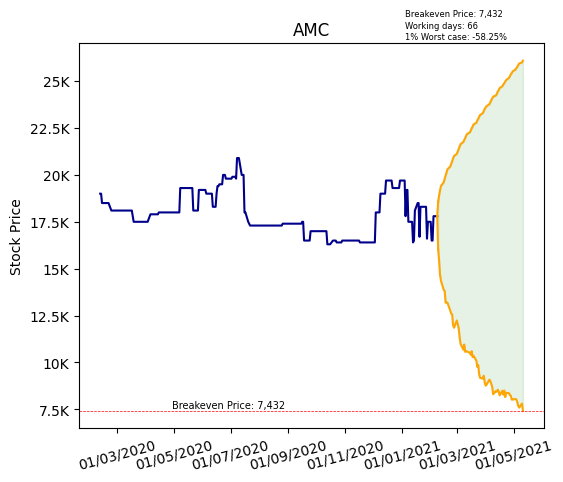 Breakeven Price: 7,432
Working days: 66
1% Worst case: -58.25%
AMC
Stock Price
25K
22.5K
20K
17.5K
15K
12.5K
10K
7.5K
Breakeven Price: 7,432
01/03/2020
01/05/2020
01/07/2020
01/09/2020
01/11/2020
01/01/2021
01/03/2021
01/05/2021